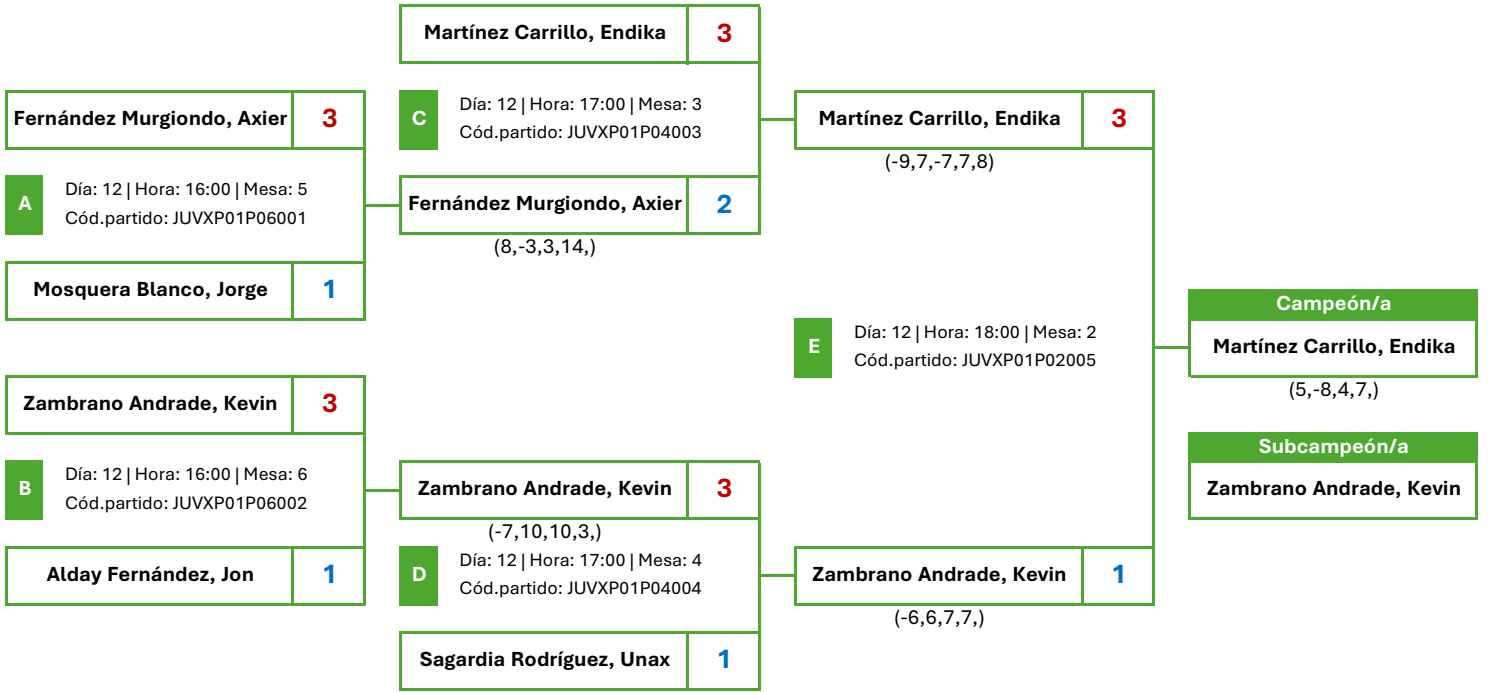 Martínez Carrillo, Endika 3
Fernández Murgiondo, Axier 3
C
Día: 12 | Hora: 17:00 | Mesa: 3
Cód.partido: JUVXP01P04003
Martínez Carrillo, Endika 3
(-9,7,-7,7,8)
A
Día: 12 | Hora: 16:00 | Mesa: 5
Cód.partido: JUVXP01P06001
Fernández Murgiondo, Axier 2
(8,-3,3,14,)
Mosquera Blanco, Jorge 1
E
Día: 12 | Hora: 18:00 | Mesa: 2
Cód.partido: JUVXP01P02005
Campeón/a
Martínez Carrillo, Endika
(5,-8,4,7,)
Zambrano Andrade, Kevin 3
Subcampeón/a
Zambrano Andrade, Kevin
B
Día: 12 | Hora: 16:00 | Mesa: 6
Cód.partido: JUVXP01P06002
Zambrano Andrade, Kevin 3
(-7,10,10,3,)
Alday Fernández, Jon 1
D
Día: 12 | Hora: 17:00 | Mesa: 4
Cód.partido: JUVXP01P04004
Zambrano Andrade, Kevin 1
(-6,6,7,7,)
Sagardia Rodríguez, Unax 1